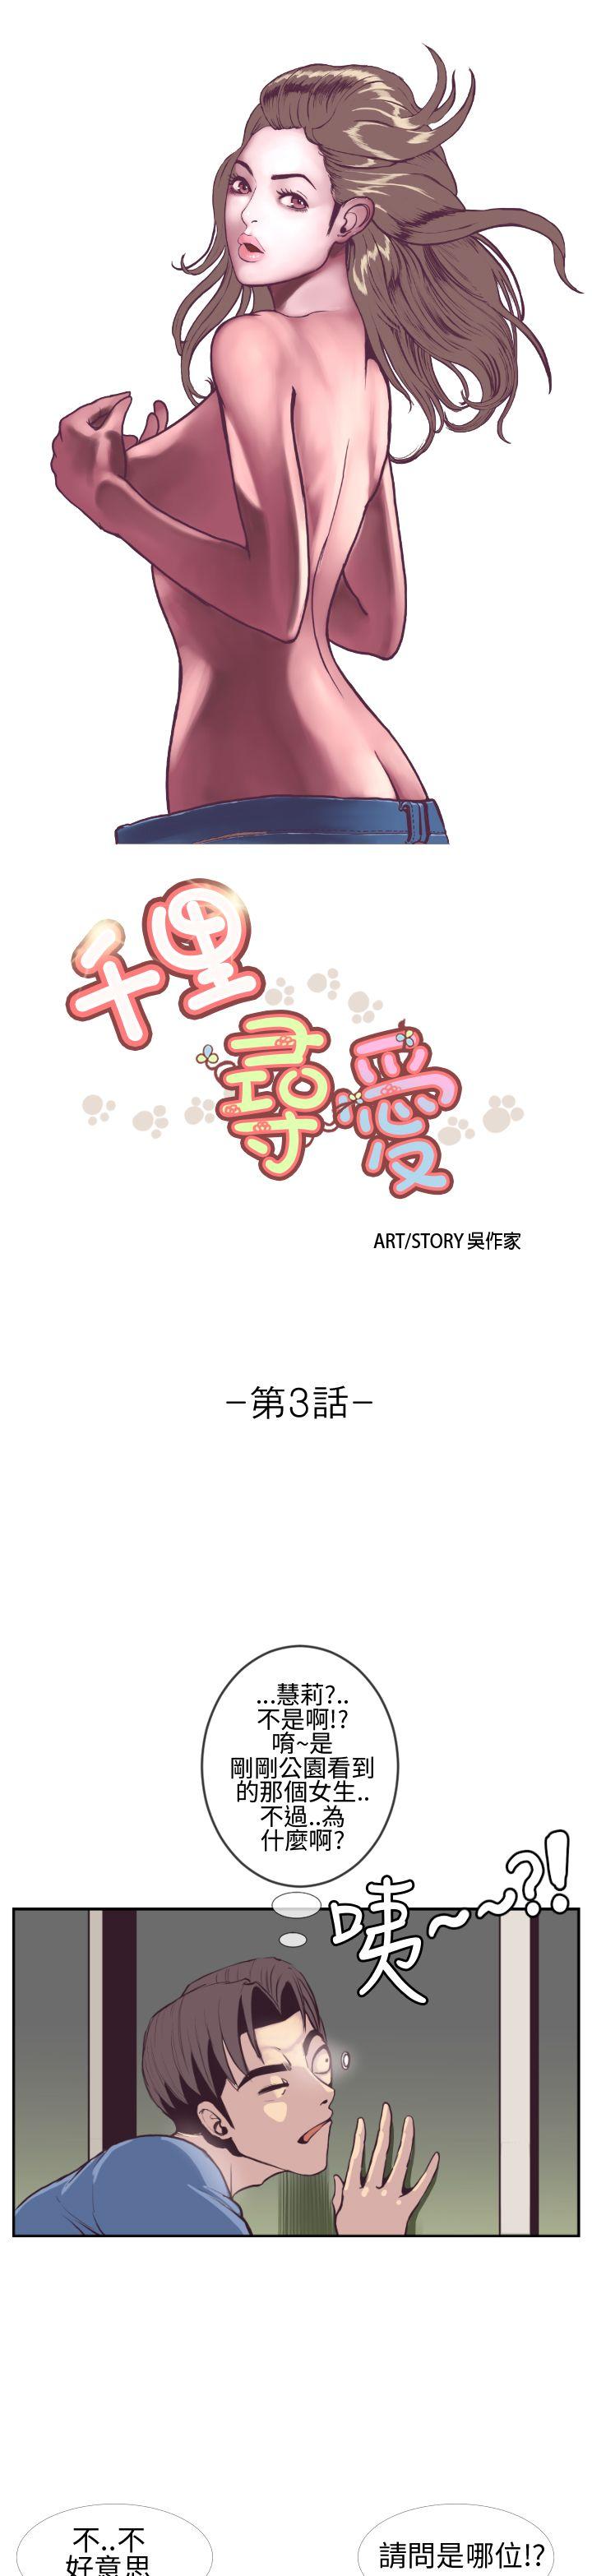 千里
尋愛
ART/STORY 吳作家
-第3話-
...慧莉?..
不是啊!?
唷~是
剛剛公園看到
的那個女生..
不過..為
什麼啊?
咦~~?!
不..不
好意思
請問是哪位!?